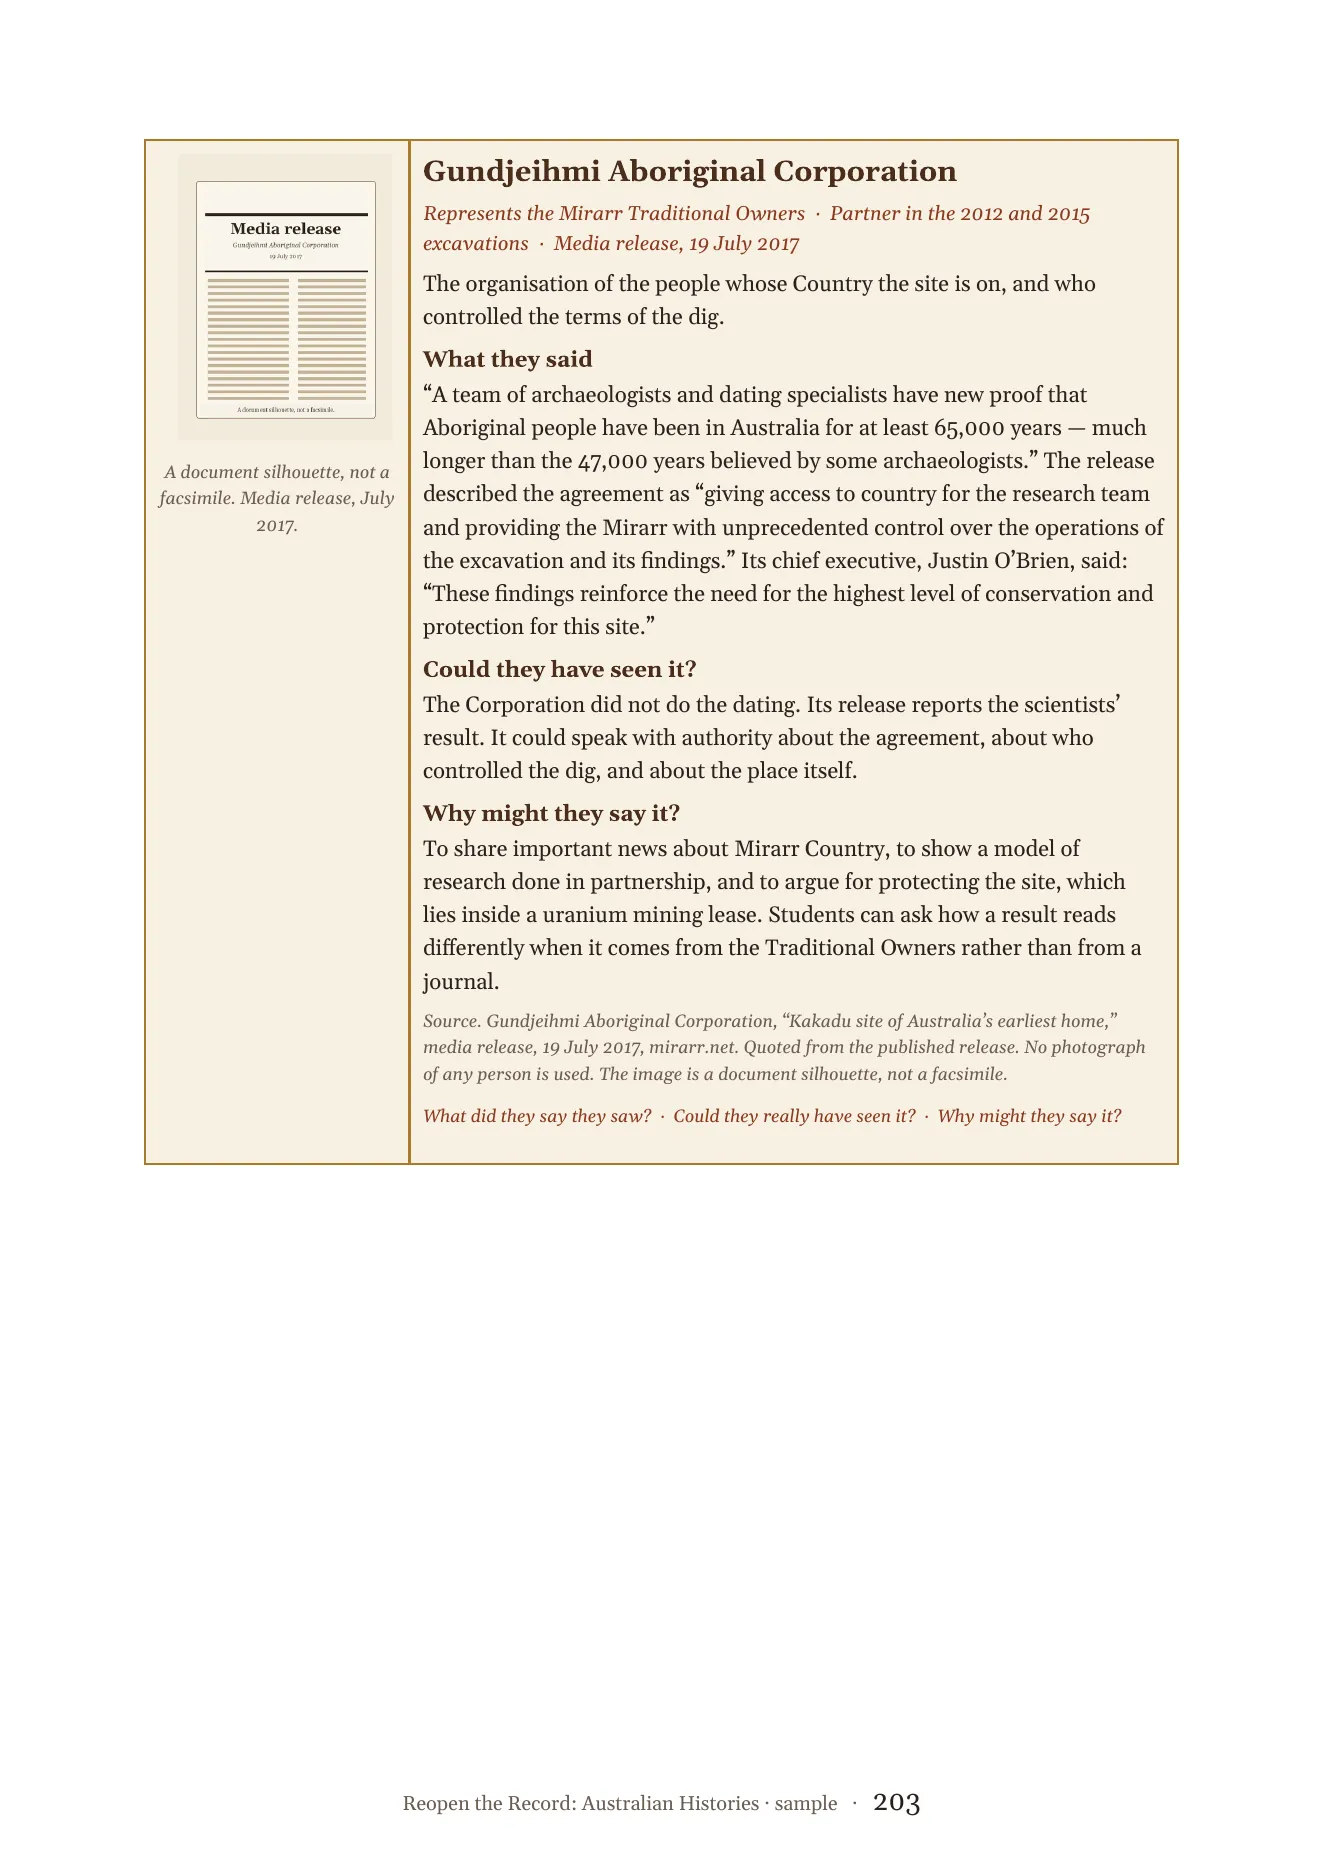 Media release
Gundjeihmi Aboriginal Corporation
19 July 2017
A document silhouette, not a facsimile.
A document silhouette, not a
facsimile. Media release, July
2017.
Gundjeihmi Aboriginal Corporation
Represents the Mirarr Traditional Owners · Partner in the 2012 and 2015
excavations · Media release, 19 July 2017
The organisation of the people whose Country the site is on, and who
controlled the terms of the dig.
What they said
“A team of archaeologists and dating specialists have new proof that
Aboriginal people have been in Australia for at least 65,000 years — much
longer than the 47,000 years believed by some archaeologists.” The release
described the agreement as “giving access to country for the research team
and providing the Mirarr with unprecedented control over the operations of
the excavation and its findings.” Its chief executive, Justin O’Brien, said:
“These findings reinforce the need for the highest level of conservation and
protection for this site.”
Could they have seen it?
The Corporation did not do the dating. Its release reports the scientists’
result. It could speak with authority about the agreement, about who
controlled the dig, and about the place itself.
Why might they say it?
To share important news about Mirarr Country, to show a model of
research done in partnership, and to argue for protecting the site, which
lies inside a uranium mining lease. Students can ask how a result reads
differently when it comes from the Traditional Owners rather than from a
journal.
Source. Gundjeihmi Aboriginal Corporation, “Kakadu site of Australia’s earliest home,”
media release, 19 July 2017, mirarr.net. Quoted from the published release. No photograph
of any person is used. The image is a document silhouette, not a facsimile.
What did they say they saw? · Could they really have seen it? · Why might they say it?
Reopen the Record: Australian Histories · sample · 203